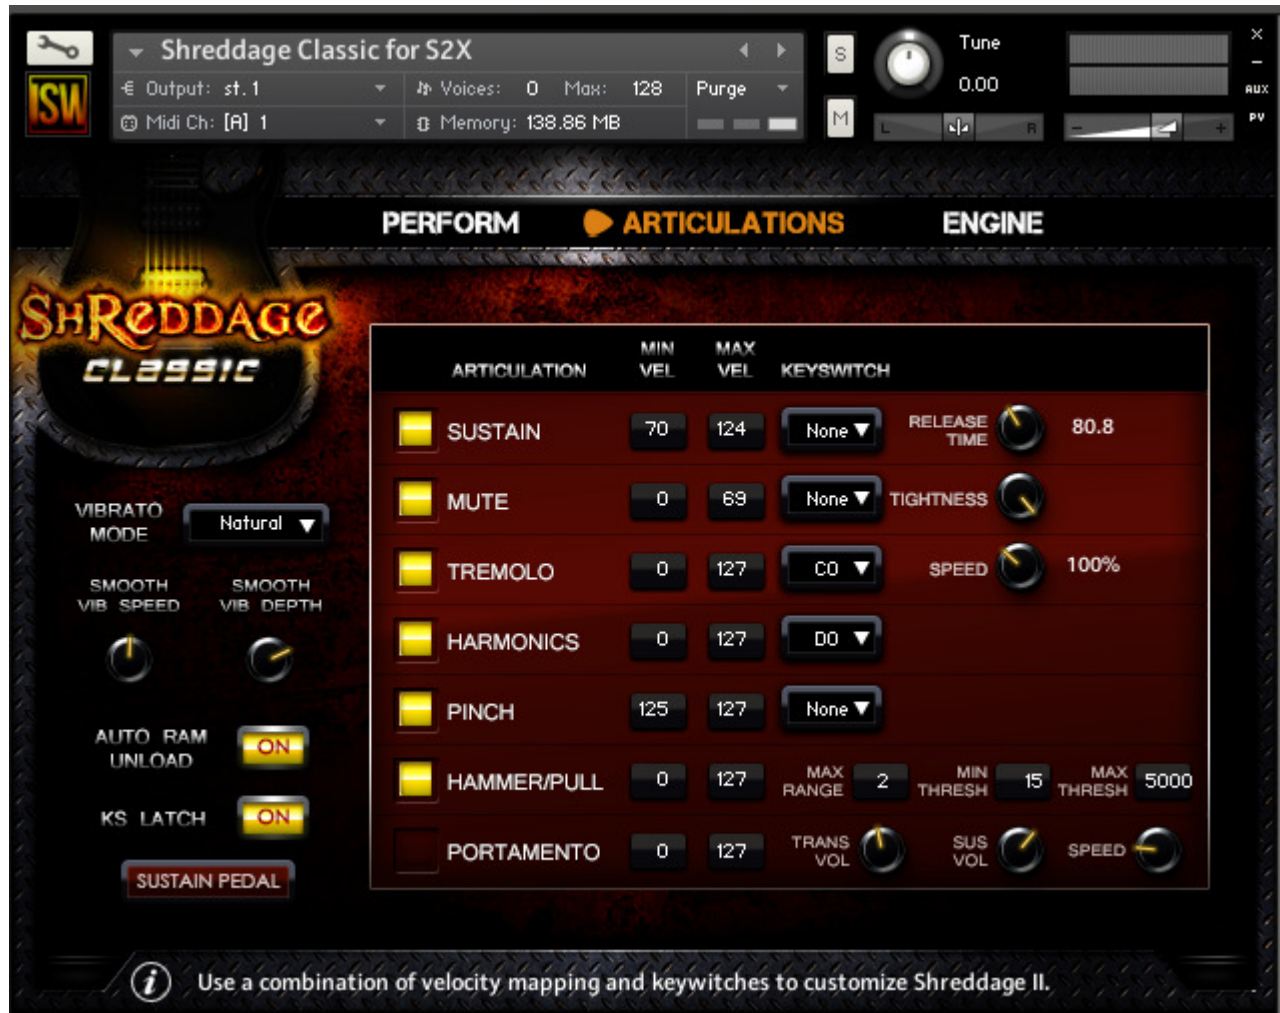 Shreddage Classic for S2X
S
Tune
0.00
×
–
AUX
PV
ISW
Output: st.1
Voices: 0 Max: 128
Purge
Midi Ch: [A] 1
Memory: 138.86 MB
M
L R
- +
PERFORM ARTICULATIONS ENGINE
SHREDDAGE
CLASSIC
ARTICULATION
MIN
VEL
MAX
VEL
KEYSWITCH
SUSTAIN 70 124 None
RELEASE
TIME
80.8
MUTE 0 69 None TIGHTNESS
TREMOLO 0 127 C0 SPEED 100%
HARMONICS 0 127 D0
PINCH 125 127 None
HAMMER/PULL 0 127
MAX
RANGE
2
MIN
THRESH
15
MAX
THRESH
5000
PORTAMENTO 0 127
TRANS
VOL
SUS
VOL
SPEED
VIBRATO
MODE
Natural
SMOOTH
VIB SPEED
SMOOTH
VIB DEPTH
AUTO RAM
UNLOAD
ON
KS LATCH ON
SUSTAIN PEDAL
i Use a combination of velocity mapping and keywitches to customize Shreddage II.